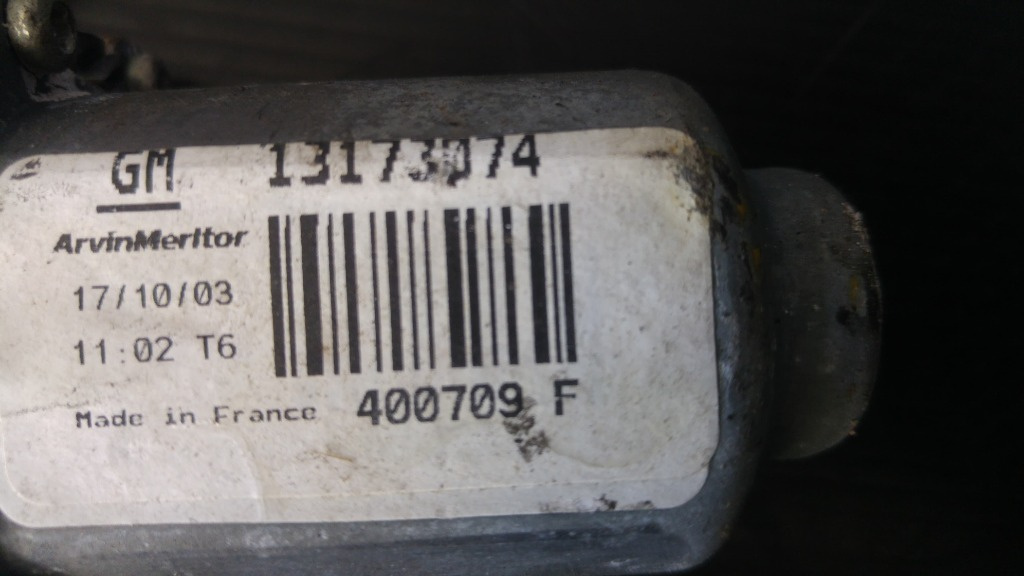 GM 13173074
ArvinMeritor
17/10/03
11:02 T6
Made in France 400709 F